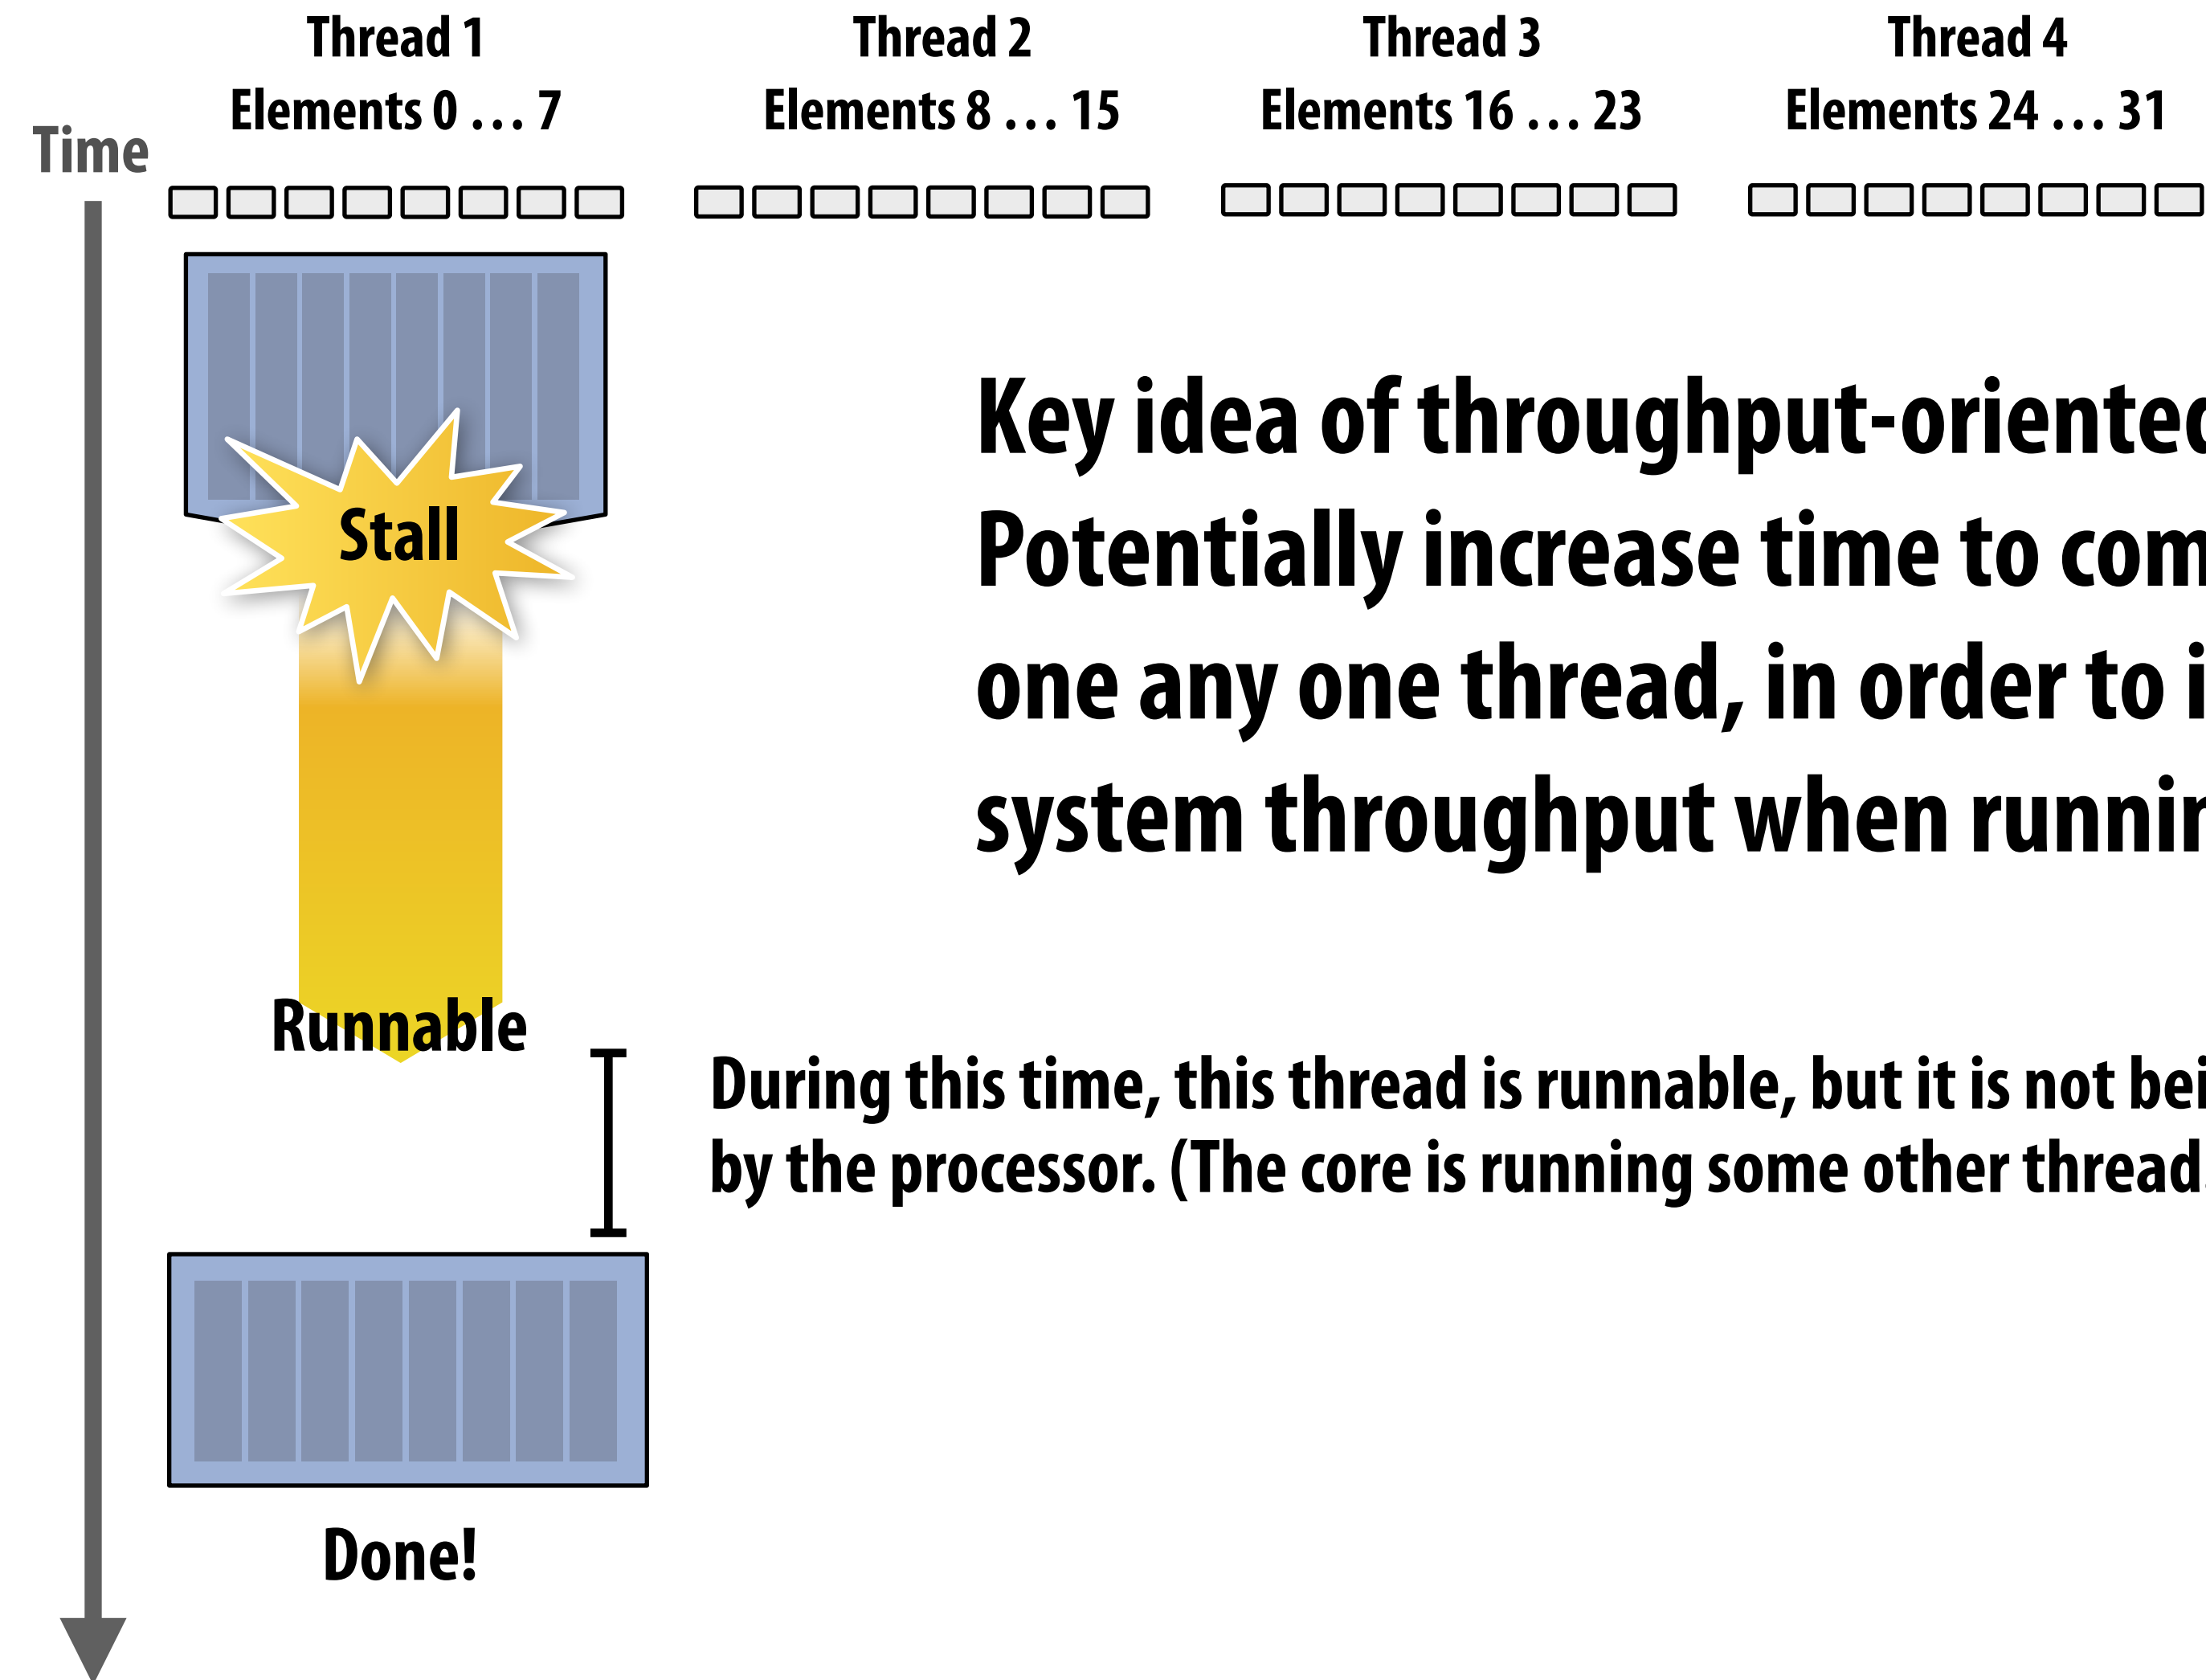 Thread 1
Elements 0 … 7
Thread 2
Elements 8 … 15
Thread 3
Elements 16 … 23
Thread 4
Elements 24 … 31
Time
Stall
Key idea of throughput-oriented
Potentially increase time to com
one any one thread, in order to i
system throughput when runnin
Runnable
During this time, this thread is runnable, but it is not bei
by the processor. (The core is running some other thread.
Done!